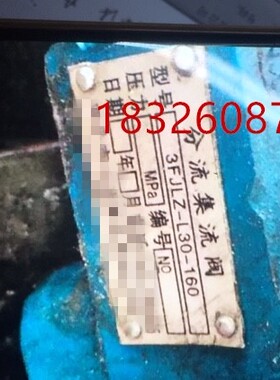 分流集流阀
型号 3FJLZ-L30-160
压力 MPa 编号 NO
日期 年 月
18326087